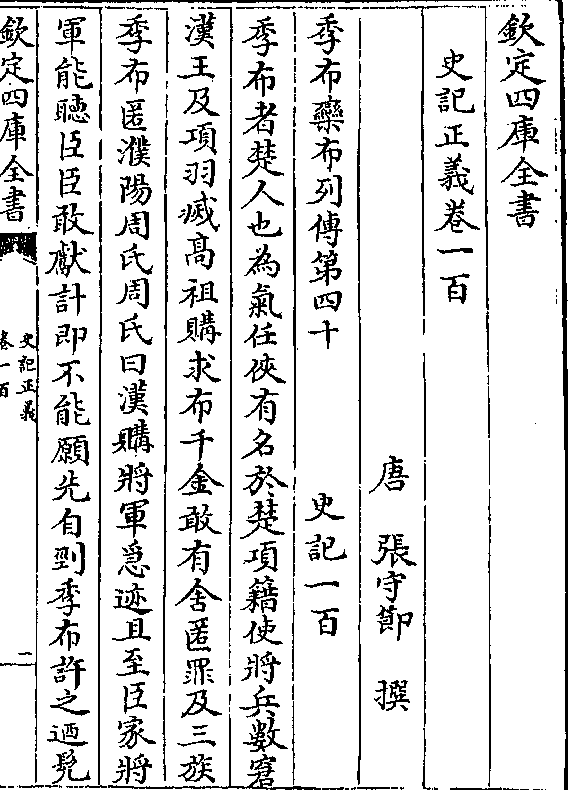 欽定四庫全書
史記正義卷一百
唐 張守節 撰
季布欒布列傳第四十 史記一百
季布者楚人也為氣任俠有名於楚項籍使將兵數窘
漢王及項羽滅高祖購求布千金敢有舍匿罪及三族
季布匿濮陽周氏周氏曰漢購將軍急迹且至臣家將
軍能聽臣臣敢獻計即不能願先自剄季布許之迺髡
欽定四庫全書
史記正義
卷一百
二